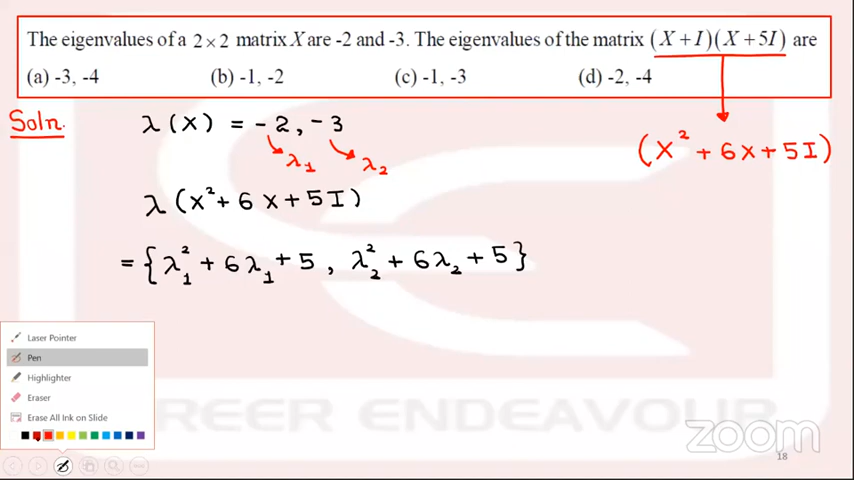 The eigenvalues of a 2 × 2 matrix X are -2 and -3. The eigenvalues of the matrix (X + I)(X + 5I) are
(a) -3, -4 (b) -1, -2 (c) -1, -3 (d) -2, -4
Soln.
λ(X) = -2, -3
λ₁ λ₂
(X² + 6X + 5I)
λ(X² + 6X + 5I)
= {λ₁² + 6λ₁ + 5, λ₂² + 6λ₂ + 5}
Laser Pointer
Pen
Highlighter
Eraser
Erase All Ink on Slide
CAREER ENDEAVOUR
zoom
18